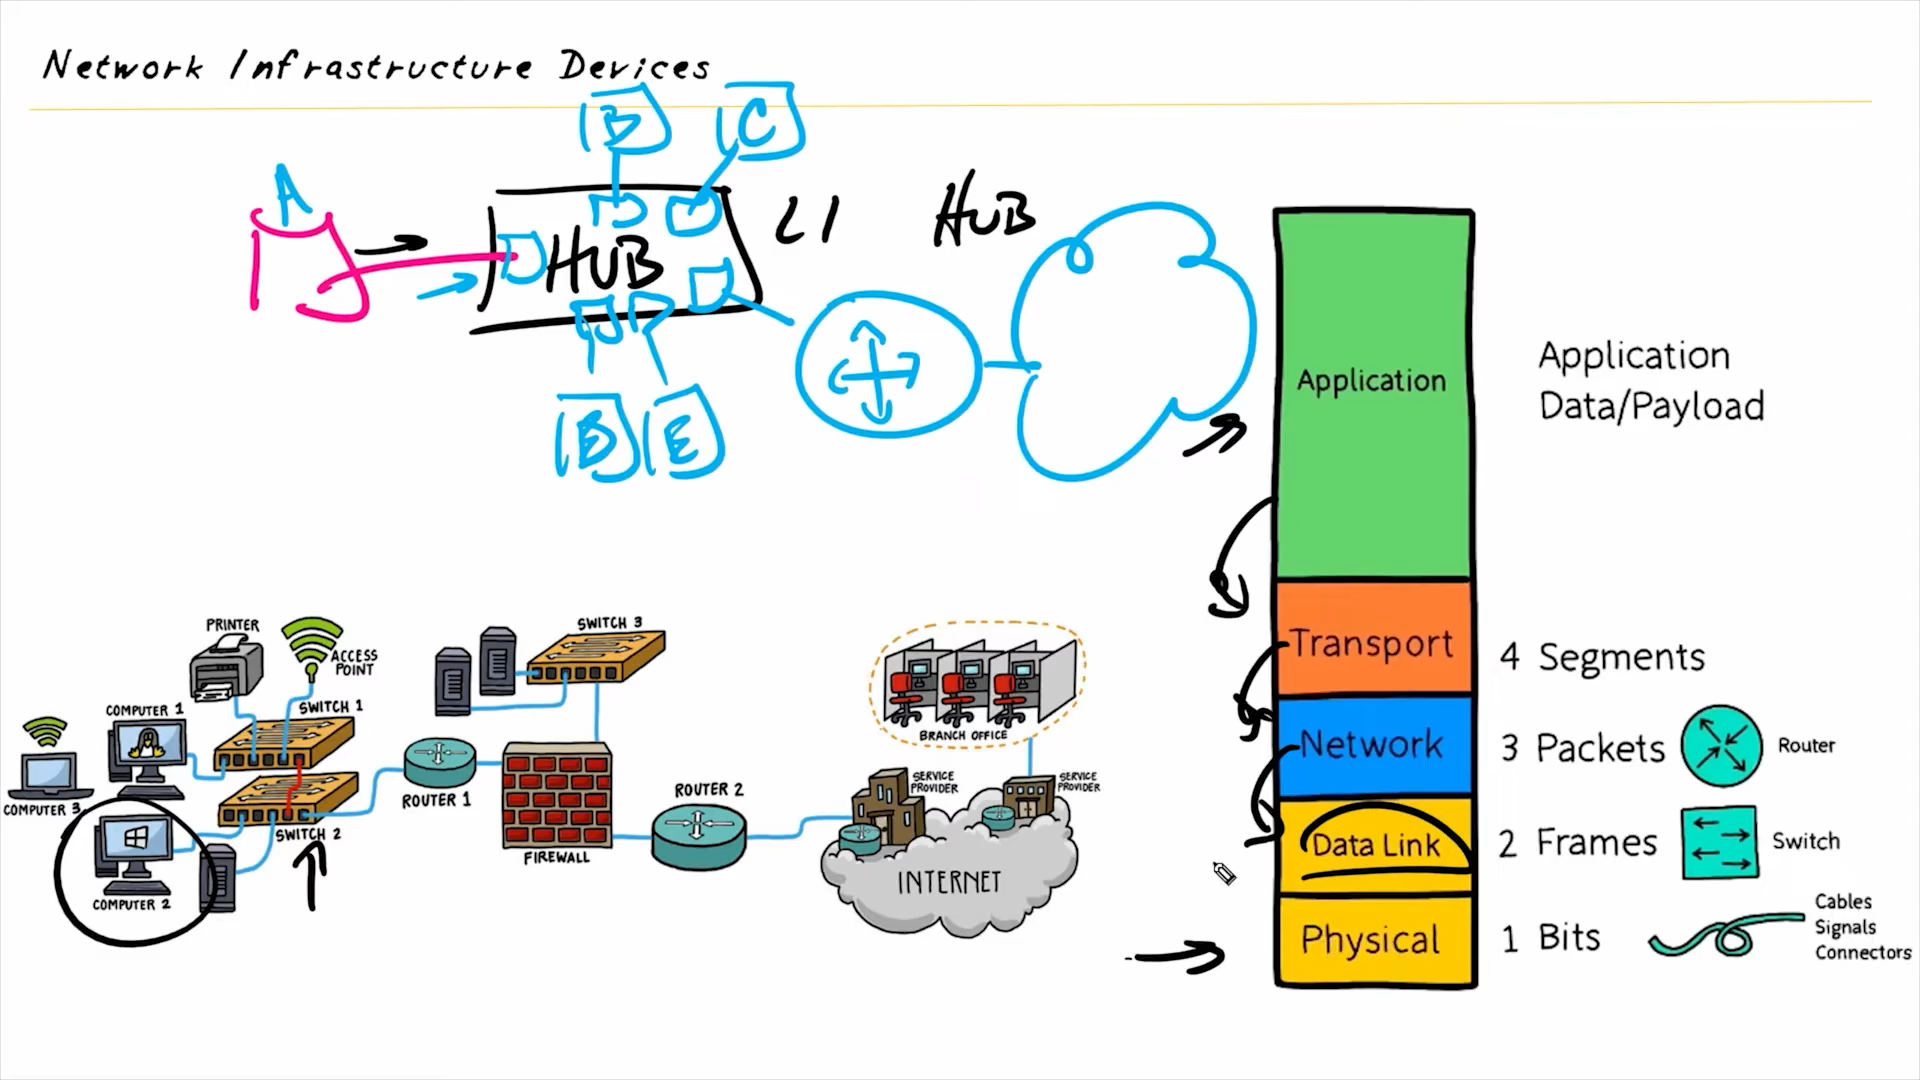 Network Infrastructure Devices
B
C
A
HUB
L1
HUB
B
E
Application
Application
Data/Payload
Transport
4 Segments
Network
3 Packets
Router
Data Link
2 Frames
Switch
Physical
1 Bits
Cables
Signals
Connectors
PRINTER
ACCESS
POINT
SWITCH 3
COMPUTER 1
SWITCH 1
COMPUTER 3
SWITCH 2
COMPUTER 2
ROUTER 1
FIREWALL
ROUTER 2
BRANCH OFFICE
SERVICE
PROVIDER
SERVICE
PROVIDER
INTERNET